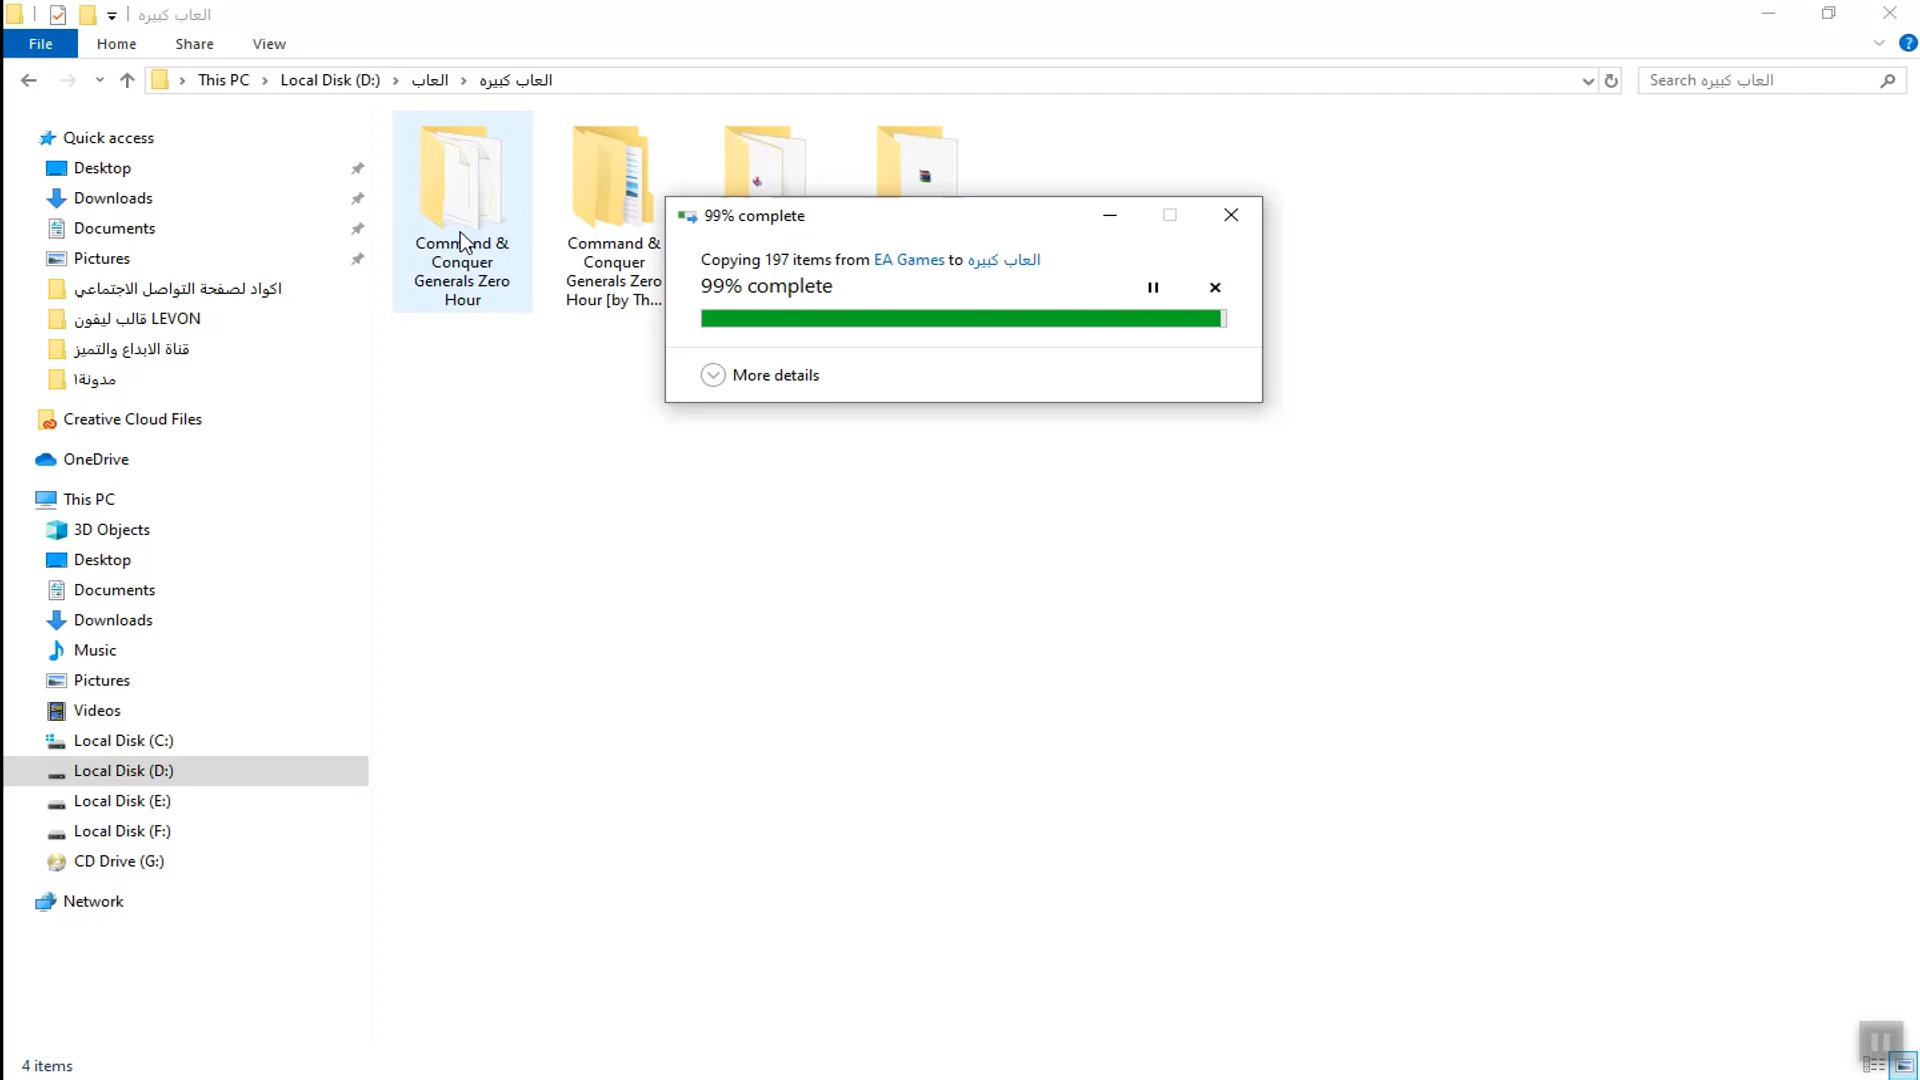 العاب كبيره
File
Home
Share
View
This PC
Local Disk (D:)
العاب
العاب كبيره
Search العاب كبيره
Quick access
Desktop
Downloads
Documents
Pictures
اكواد لصفحة التواصل الاجتماعي
قالب ليفون LEVON
قناة الابداع والتميز
مدونة١
Creative Cloud Files
OneDrive
This PC
3D Objects
Desktop
Documents
Downloads
Music
Pictures
Videos
Local Disk (C:)
Local Disk (D:)
Local Disk (E:)
Local Disk (F:)
CD Drive (G:)
Network
Command &
Conquer
Generals Zero
Hour
Command &
Conquer
Generals Zero
Hour [by Th...
99% complete
Copying 197 items from EA Games to العاب كبيره
99% complete
More details
4 items